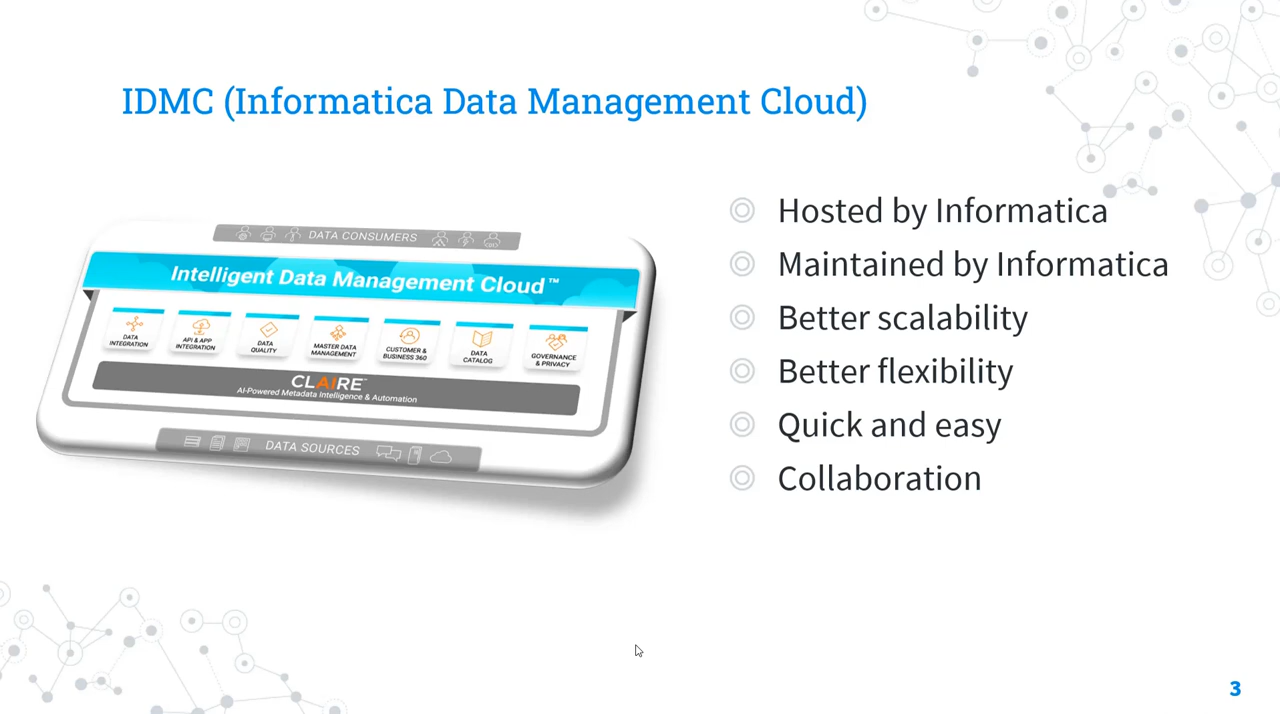 IDMC (Informatica Data Management Cloud)
DATA CONSUMERS
Intelligent Data Management Cloud™
DATA
INTEGRATION
API & APP
INTEGRATION
DATA
QUALITY
MASTER DATA
MANAGEMENT
CUSTOMER &
BUSINESS 360
DATA
CATALOG
GOVERNANCE
& PRIVACY
CLAIRE™
AI-Powered Metadata Intelligence & Automation
DATA SOURCES
Hosted by Informatica
Maintained by Informatica
Better scalability
Better flexibility
Quick and easy
Collaboration
3